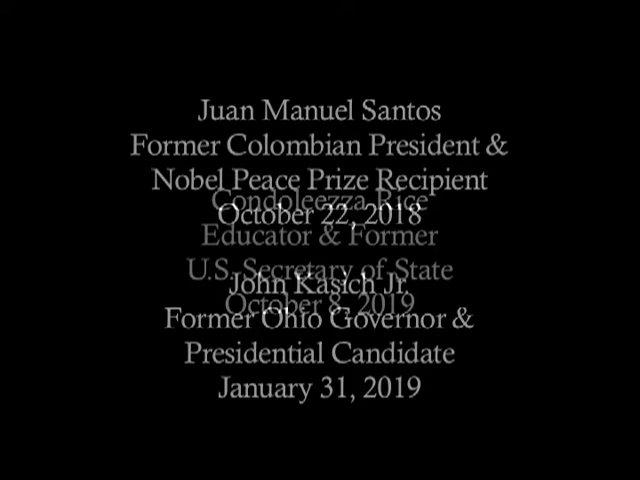 Juan Manuel Santos
Former Colombian President &
Nobel Peace Prize Recipient
October 22, 2018
Condoleezza Rice
Educator & Former
U.S. Secretary of State
October 8, 2019
John Kasich Jr.
Former Ohio Governor &
Presidential Candidate
January 31, 2019